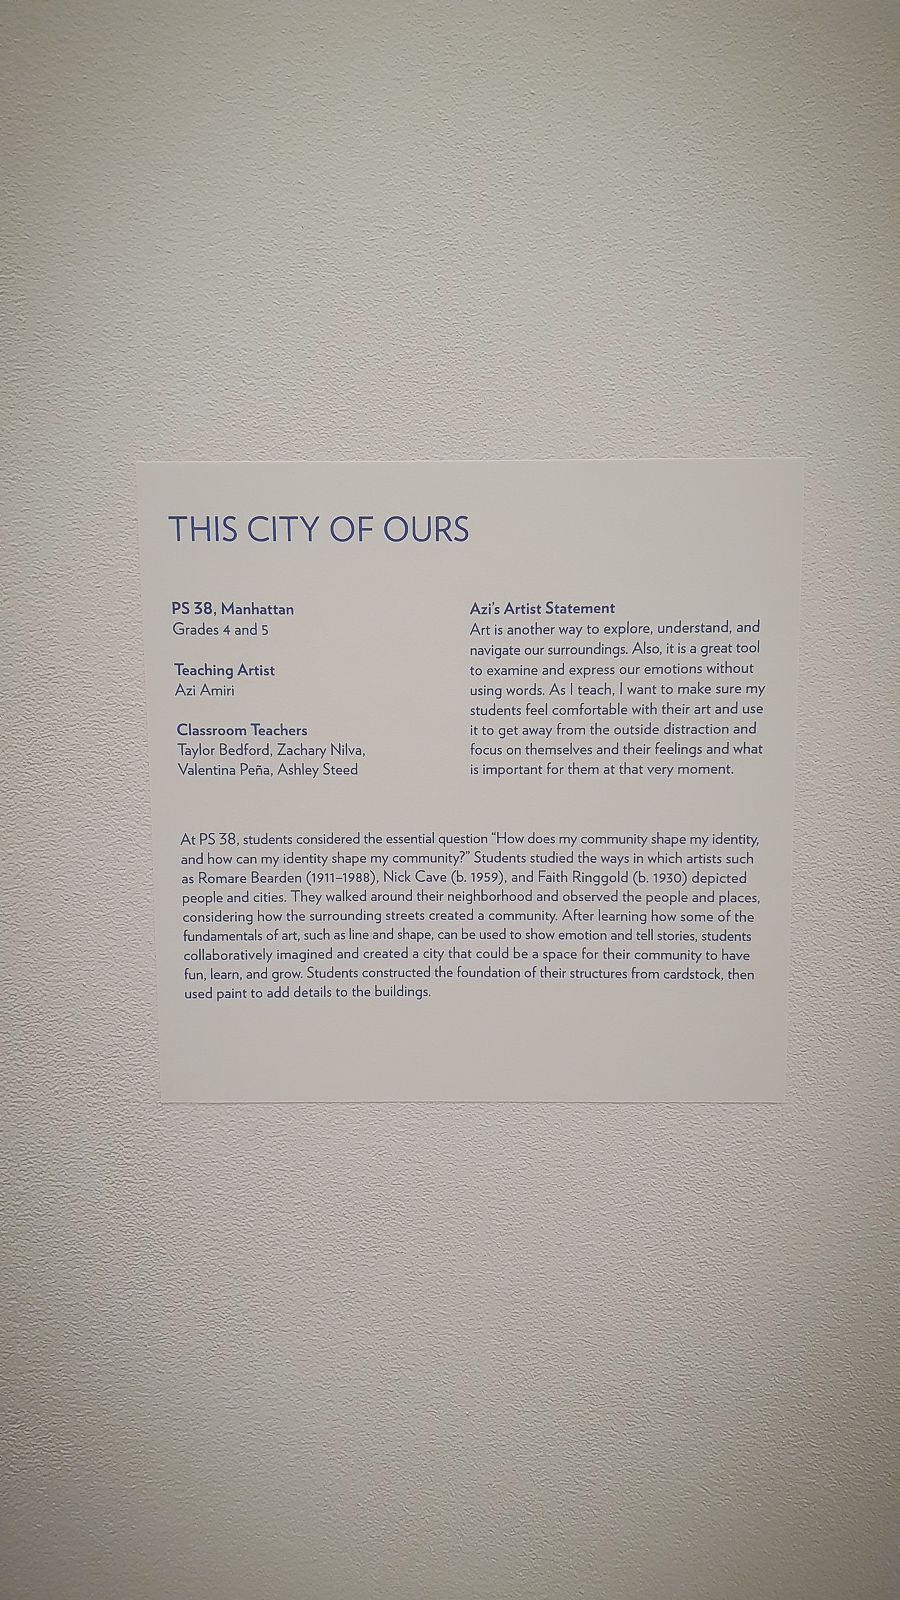 THIS CITY OF OURS
PS 38, Manhattan
Grades 4 and 5
Teaching Artist
Azi Amiri
Classroom Teachers
Taylor Bedford, Zachary Nilva,
Valentina Peña, Ashley Steed
Azi's Artist Statement
Art is another way to explore, understand, and
navigate our surroundings. Also, it is a great tool
to examine and express our emotions without
using words. As I teach, I want to make sure my
students feel comfortable with their art and use
it to get away from the outside distraction and
focus on themselves and their feelings and what
is important for them at that very moment.
At PS 38, students considered the essential question "How does my community shape my identity,
and how can my identity shape my community?" Students studied the ways in which artists such
as Romare Bearden (1911–1988), Nick Cave (b. 1959), and Faith Ringgold (b. 1930) depicted
people and cities. They walked around their neighborhood and observed the people and places,
considering how the surrounding streets created a community. After learning how some of the
fundamentals of art, such as line and shape, can be used to show emotion and tell stories, students
collaboratively imagined and created a city that could be a space for their community to have
fun, learn, and grow. Students constructed the foundation of their structures from cardstock, then
used paint to add details to the buildings.